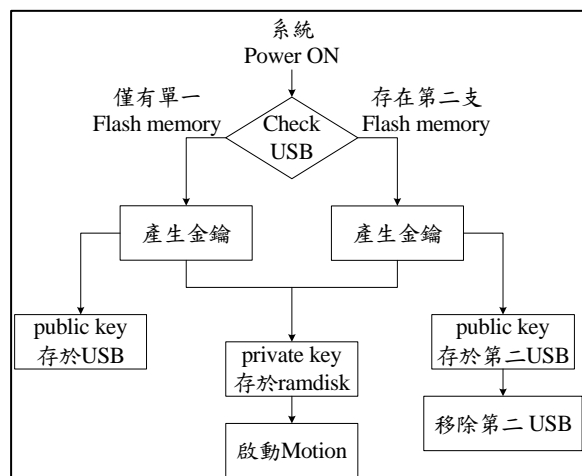 系統
Power ON
僅有單一
Flash memory
存在第二支
Flash memory
Check
USB
產生金鑰
產生金鑰
public key
存於USB
private key
存於ramdisk
public key
存於第二USB
啟動Motion
移除第二 USB